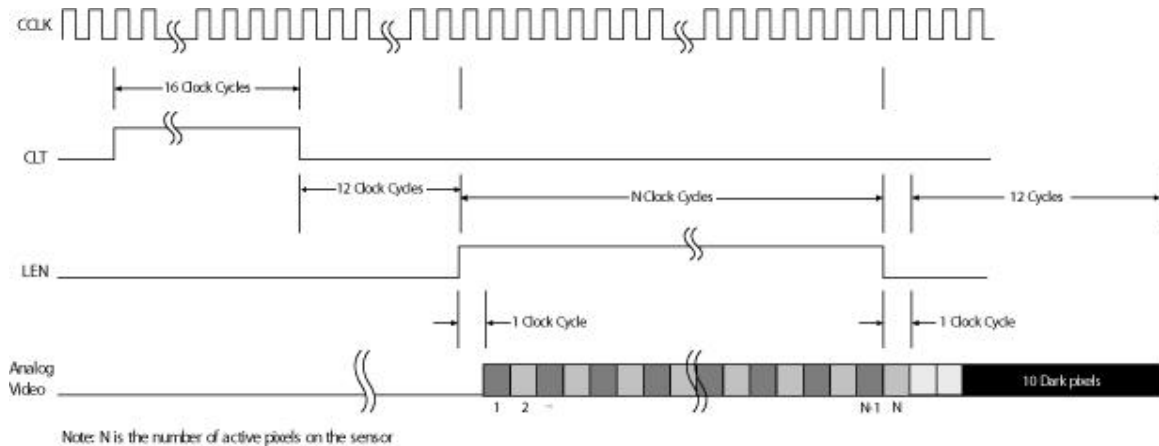 CCLK
16 Clock Cycles
CLT
12 Clock Cycles
N Clock Cycles
12 Cycles
LEN
1 Clock Cycle
1 Clock Cycle
Analog
Video
10 Dark pixels
1 2 - N-1 N
Note: N is the number of active pixels on the sensor